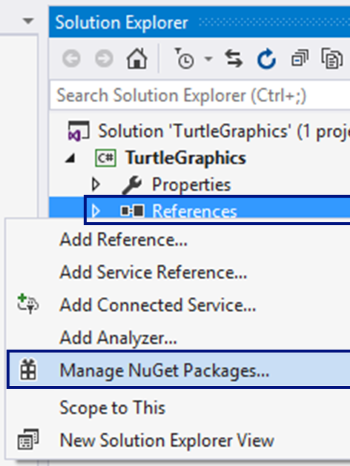 Solution Explorer
Search Solution Explorer (Ctrl+;)
Solution 'TurtleGraphics' (1 proje
C# TurtleGraphics
Properties
References
Add Reference...
Add Service Reference...
Add Connected Service...
Add Analyzer...
Manage NuGet Packages...
Scope to This
New Solution Explorer View